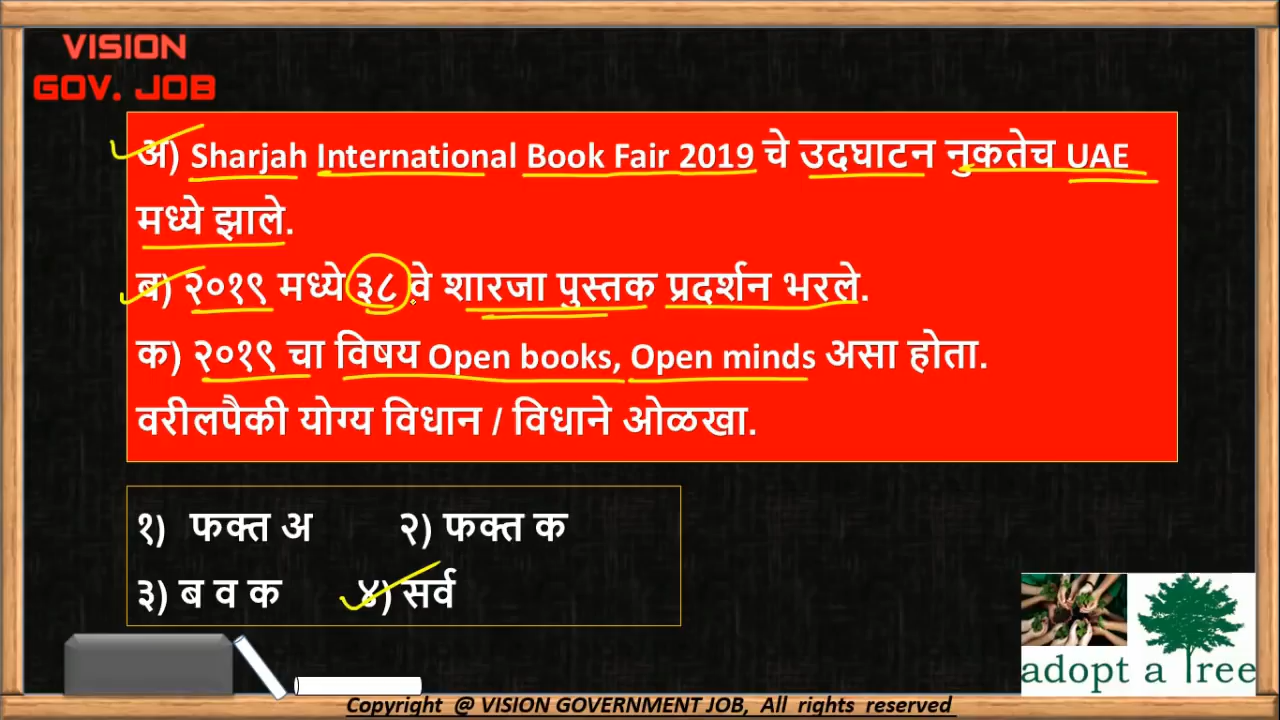 VISION
GOV. JOB
अ) Sharjah International Book Fair 2019 चे उदघाटन नुकतेच UAE
मध्ये झाले.
ब) २०१९ मध्ये ३८ वे शारजा पुस्तक प्रदर्शन भरले.
क) २०१९ चा विषय Open books, Open minds असा होता.
वरीलपैकी योग्य विधान / विधाने ओळखा.
१) फक्त अ २) फक्त क
३) ब व क ४) सर्व
adopt a Tree
Copyright @ VISION GOVERNMENT JOB, All rights reserved